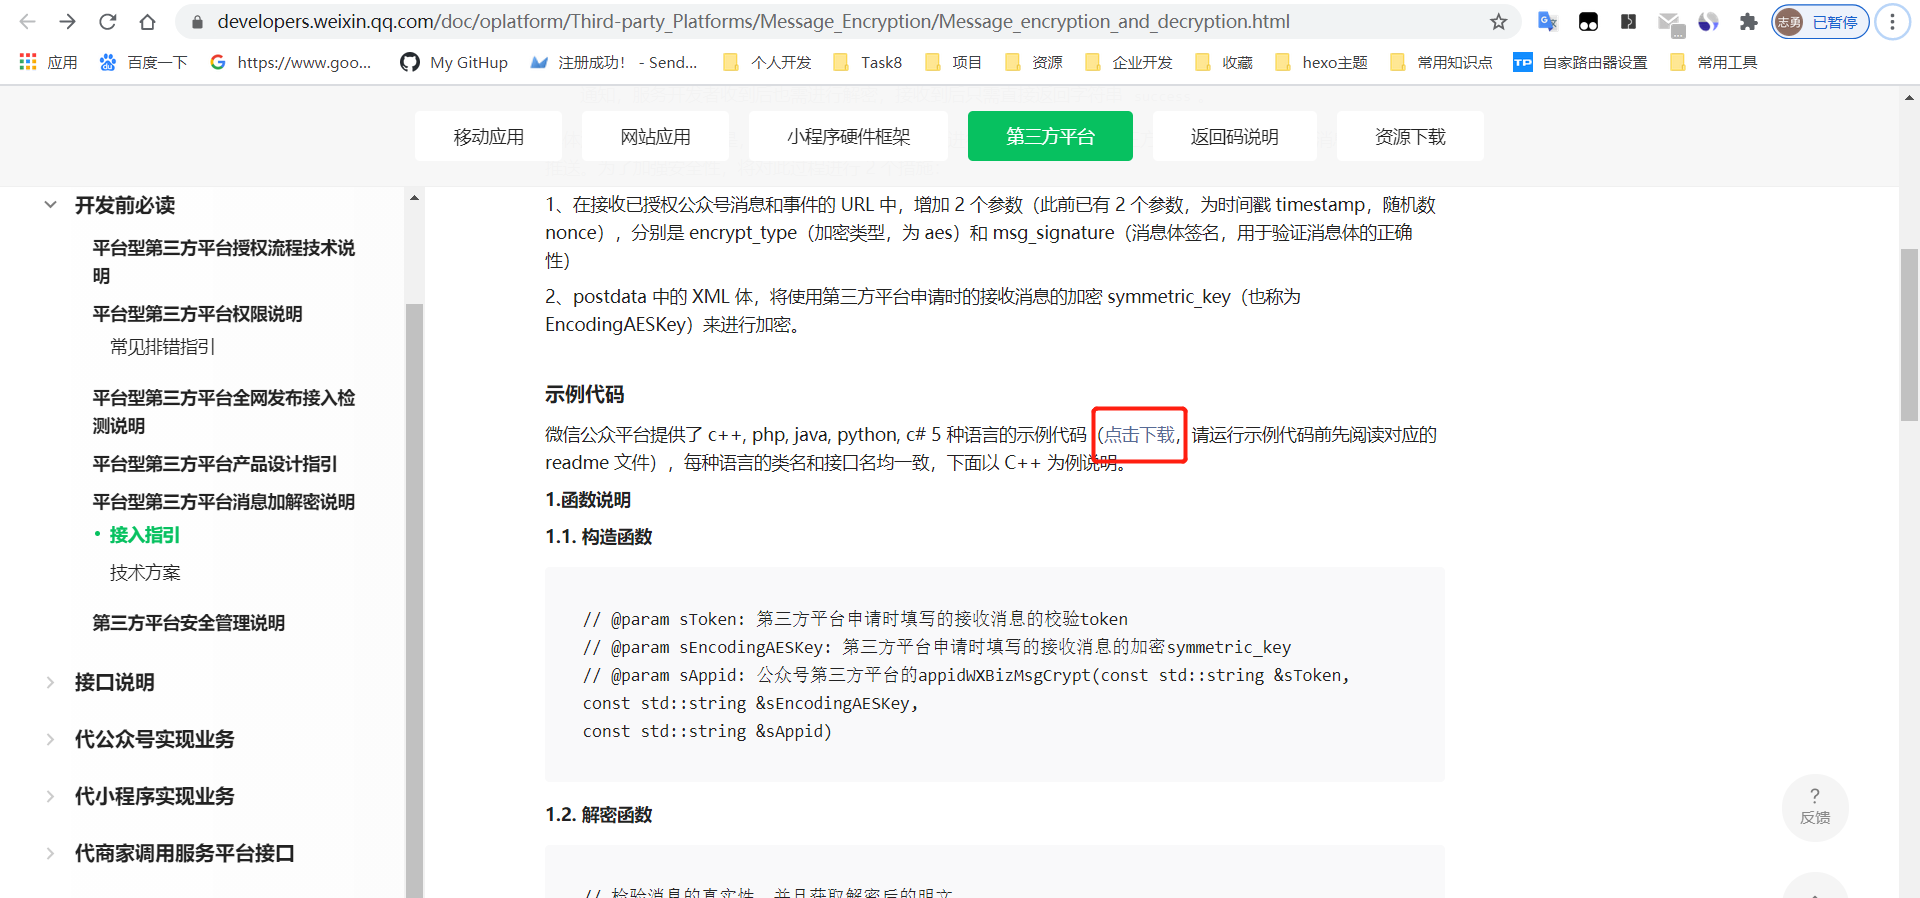 developers.weixin.qq.com/doc/oplatform/Third-party_Platforms/Message_Encryption/Message_encryption_and_decryption.html
志勇 已暂停
应用 百度一下 https://www.goo... My GitHup 注册成功! - Send... 个人开发 Task8 项目 资源 企业开发 收藏 hexo主题 常用知识点 TP 自家路由器设置 常用工具
移动应用 网站应用 小程序硬件框架 第三方平台 返回码说明 资源下载
开发前必读
平台型第三方平台授权流程技术说
明
平台型第三方平台权限说明
常见排错指引
平台型第三方平台全网发布接入检
测说明
平台型第三方平台产品设计指引
平台型第三方平台消息加解密说明
• 接入指引
技术方案
第三方平台安全管理说明
接口说明
代公众号实现业务
代小程序实现业务
代商家调用服务平台接口
1、在接收已授权公众号消息和事件的 URL 中，增加 2 个参数（此前已有 2 个参数，为时间戳 timestamp，随机数
nonce），分别是 encrypt_type（加密类型，为 aes）和 msg_signature（消息体签名，用于验证消息体的正确
性）
2、postdata 中的 XML 体，将使用第三方平台申请时的接收消息的加密 symmetric_key（也称为
EncodingAESKey）来进行加密。
示例代码
微信公众平台提供了 c++, php, java, python, c# 5 种语言的示例代码（点击下载，请运行示例代码前先阅读对应的
readme 文件），每种语言的类名和接口名均一致，下面以 C++ 为例说明。
1.函数说明
1.1. 构造函数
// @param sToken: 第三方平台申请时填写的接收消息的校验token
// @param sEncodingAESKey: 第三方平台申请时填写的接收消息的加密symmetric_key
// @param sAppid: 公众号第三方平台的appidWXBizMsgCrypt(const std::string &sToken,
const std::string &sEncodingAESKey,
const std::string &sAppid)
1.2. 解密函数
// 检验消息的真实性，并且获取解密后的明文
?
反馈